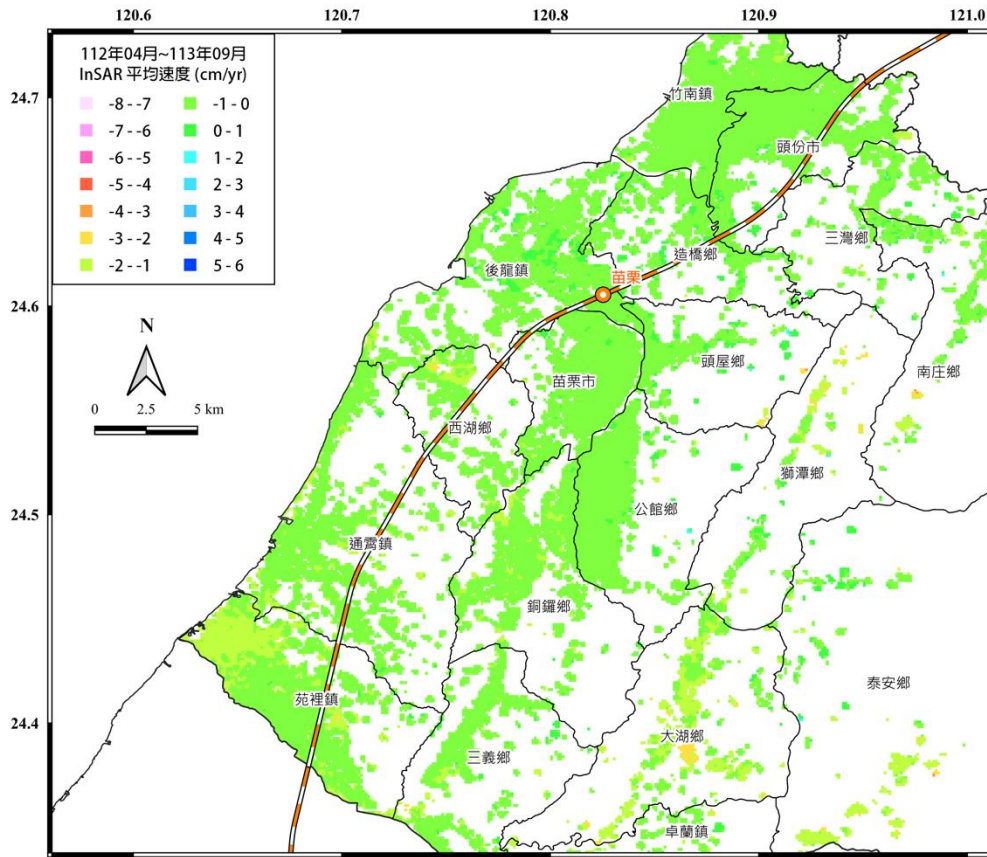 120.6
120.7
120.8
120.9
121.0
112年04月~113年09月
InSAR 平均速度 (cm/yr)
-8 - -7
-1 - 0
-7 - -6
0 - 1
-6 - -5
1 - 2
-5 - -4
2 - 3
-4 - -3
3 - 4
-3 - -2
4 - 5
-2 - -1
5 - 6
24.7
竹南鎮
頭份市
三灣鄉
造橋鄉
後龍鎮
苗栗
24.6
N
0 2.5 5 km
頭屋鄉
南庄鄉
苗栗市
西湖鄉
獅潭鄉
24.5
公館鄉
通霄鎮
銅鑼鄉
泰安鄉
苑裡鎮
24.4
大湖鄉
三義鄉
卓蘭鎮